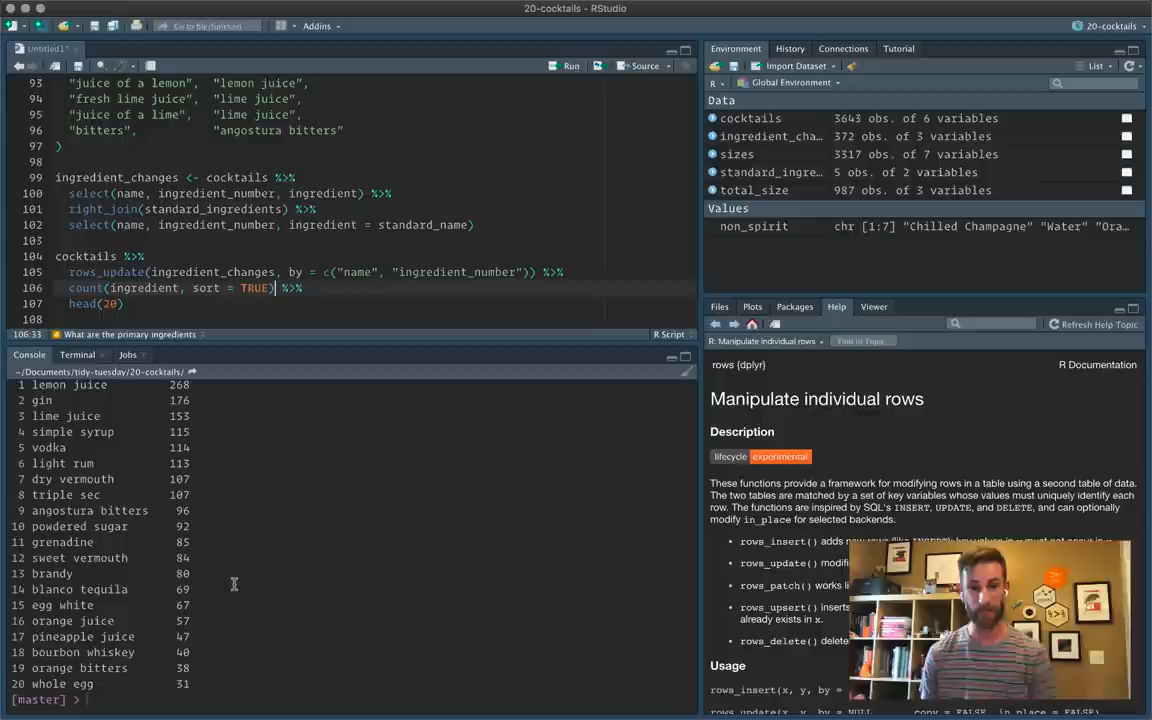 20-cocktails - RStudio
Go to file/function
Addins
20-cocktails
Untitled1*
Run
Source
93 "juice of a lemon", "lemon juice",
94 "fresh lime juice", "lime juice",
95 "juice of a lime", "lime juice",
96 "bitters", "angostura bitters"
97 )
98
99 ingredient_changes <- cocktails %>%
100 select(name, ingredient_number, ingredient) %>%
101 right_join(standard_ingredients) %>%
102 select(name, ingredient_number, ingredient = standard_name)
103
104 cocktails %>%
105 rows_update(ingredient_changes, by = c("name", "ingredient_number")) %>%
106 count(ingredient, sort = TRUE) %>%
107 head(20)
108
106:33 What are the primary ingredients R Script
Console Terminal Jobs
~/Documents/tidy-tuesday/20-cocktails/
1 lemon juice 268
2 gin 176
3 lime juice 153
4 simple syrup 115
5 vodka 114
6 light rum 113
7 dry vermouth 107
8 triple sec 107
9 angostura bitters 96
10 powdered sugar 92
11 grenadine 85
12 sweet vermouth 84
13 brandy 80
14 blanco tequila 69
15 egg white 67
16 orange juice 57
17 pineapple juice 47
18 bourbon whiskey 40
19 orange bitters 38
20 whole egg 31
[master] >
Environment History Connections Tutorial
Import Dataset
List
R Global Environment
Data
cocktails 3643 obs. of 6 variables
ingredient_cha… 372 obs. of 3 variables
sizes 3317 obs. of 7 variables
standard_ingre… 5 obs. of 2 variables
total_size 987 obs. of 3 variables
Values
non_spirit chr [1:7] "Chilled Champagne" "Water" "Ora…
Files Plots Packages Help Viewer
Refresh Help Topic
R: Manipulate individual rows
Find in Topic
rows {dplyr} R Documentation
Manipulate individual rows
Description
lifecycle experimental
These functions provide a framework for modifying rows in a table using a second table of data.
The two tables are matched by a set of key variables whose values must uniquely identify each
row. The functions are inspired by SQL's INSERT, UPDATE, and DELETE, and can optionally
modify in_place for selected backends.
rows_insert() adds
rows_update()
rows_patch() works
rows_upsert() inserts
already exists in x.
rows_delete()
Usage
rows_insert(x, y, by =
rows_update(x, y, by = NULL, ..., copy = FALSE, in_place = FALSE)